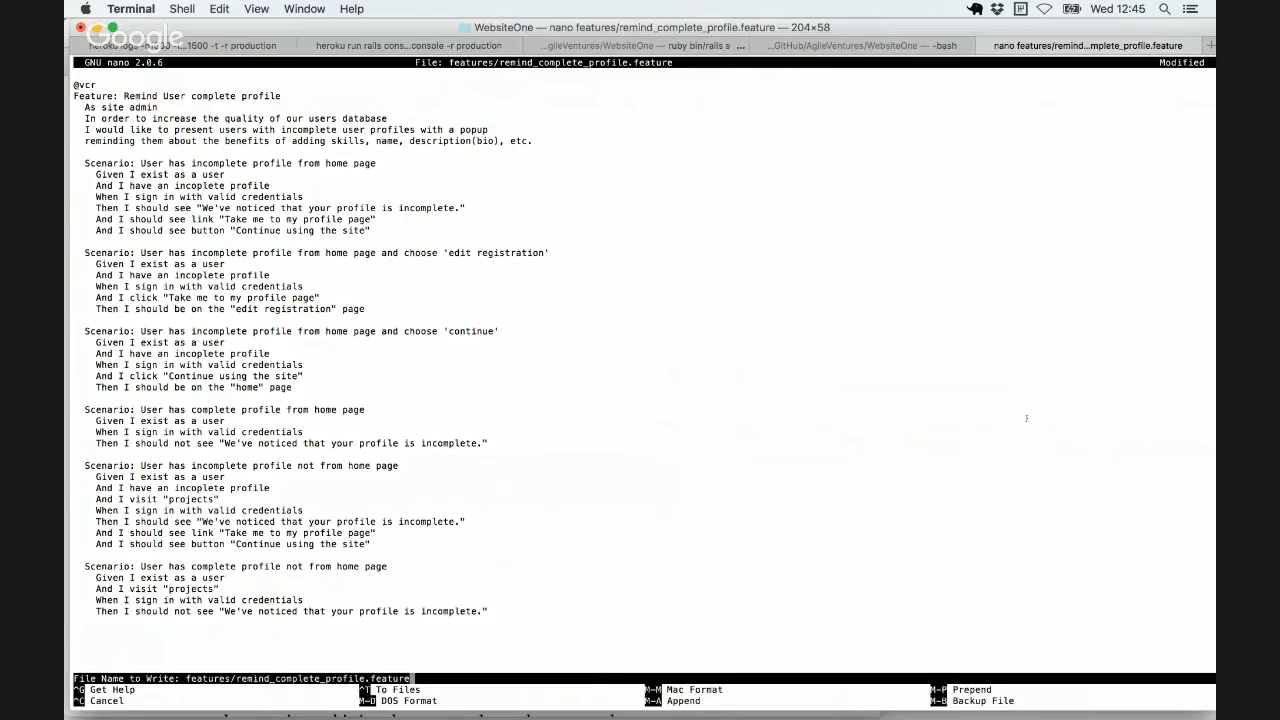 Terminal Shell Edit View Window Help Wed 12:45
Google
WebsiteOne — nano features/remind_complete_profile.feature — 204×58
heroku run rails cons...console -r production ...gileVentures/WebsiteOne — ruby bin/rails s ... ...GitHub/AgileVentures/WebsiteOne — -bash nano features/remind...mplete_profile.feature
GNU nano 2.0.6 File: features/remind_complete_profile.feature Modified
@vcr
Feature: Remind User complete profile
As site admin
In order to increase the quality of our users database
I would like to present users with incomplete user profiles with a popup
reminding them about the benefits of adding skills, name, description(bio), etc.
Scenario: User has incomplete profile from home page
Given I exist as a user
And I have an incoplete profile
When I sign in with valid credentials
Then I should see "We've noticed that your profile is incomplete."
And I should see link "Take me to my profile page"
And I should see button "Continue using the site"
Scenario: User has incomplete profile from home page and choose 'edit registration'
Given I exist as a user
And I have an incoplete profile
When I sign in with valid credentials
And I click "Take me to my profile page"
Then I should be on the "edit registration" page
Scenario: User has incomplete profile from home page and choose 'continue'
Given I exist as a user
And I have an incoplete profile
When I sign in with valid credentials
And I click "Continue using the site"
Then I should be on the "home" page
Scenario: User has complete profile from home page
Given I exist as a user
When I sign in with valid credentials
Then I should not see "We've noticed that your profile is incomplete."
Scenario: User has incomplete profile not from home page
Given I exist as a user
And I have an incoplete profile
And I visit "projects"
When I sign in with valid credentials
Then I should see "We've noticed that your profile is incomplete."
And I should see link "Take me to my profile page"
And I should see button "Continue using the site"
Scenario: User has complete profile not from home page
Given I exist as a user
And I visit "projects"
When I sign in with valid credentials
Then I should not see "We've noticed that your profile is incomplete."
File Name to Write: features/remind_complete_profile.feature
^G Get Help ^T To Files M-M Mac Format M-P Prepend
^C Cancel M-D DOS Format M-A Append M-B Backup File